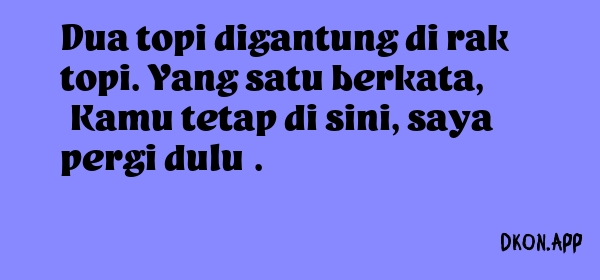 Dua topi digantung di rak
topi. Yang satu berkata,
Kamu tetap di sini, saya
pergi dulu .
DKON.APP